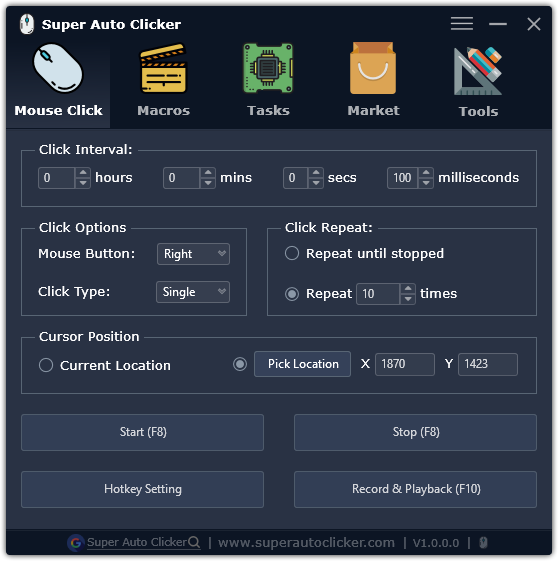 Super Auto Clicker
Mouse Click Macros Tasks Market Tools
Click Interval:
0 hours 0 mins 0 secs 100 milliseconds
Click Options
Mouse Button: Right
Click Type: Single
Click Repeat:
Repeat until stopped
Repeat 10 times
Cursor Position
Current Location Pick Location X 1870 Y 1423
Start (F8) Stop (F8)
Hotkey Setting Record & Playback (F10)
G Super Auto Clicker | www.superautoclicker.com | V1.0.0.0 |